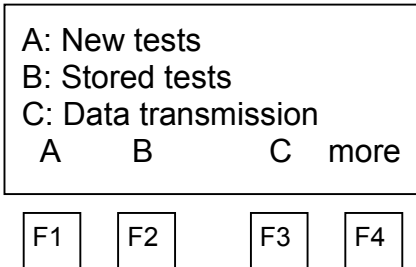 A: New tests
B: Stored tests
C: Data transmission
A B C more
F1 F2 F3 F4